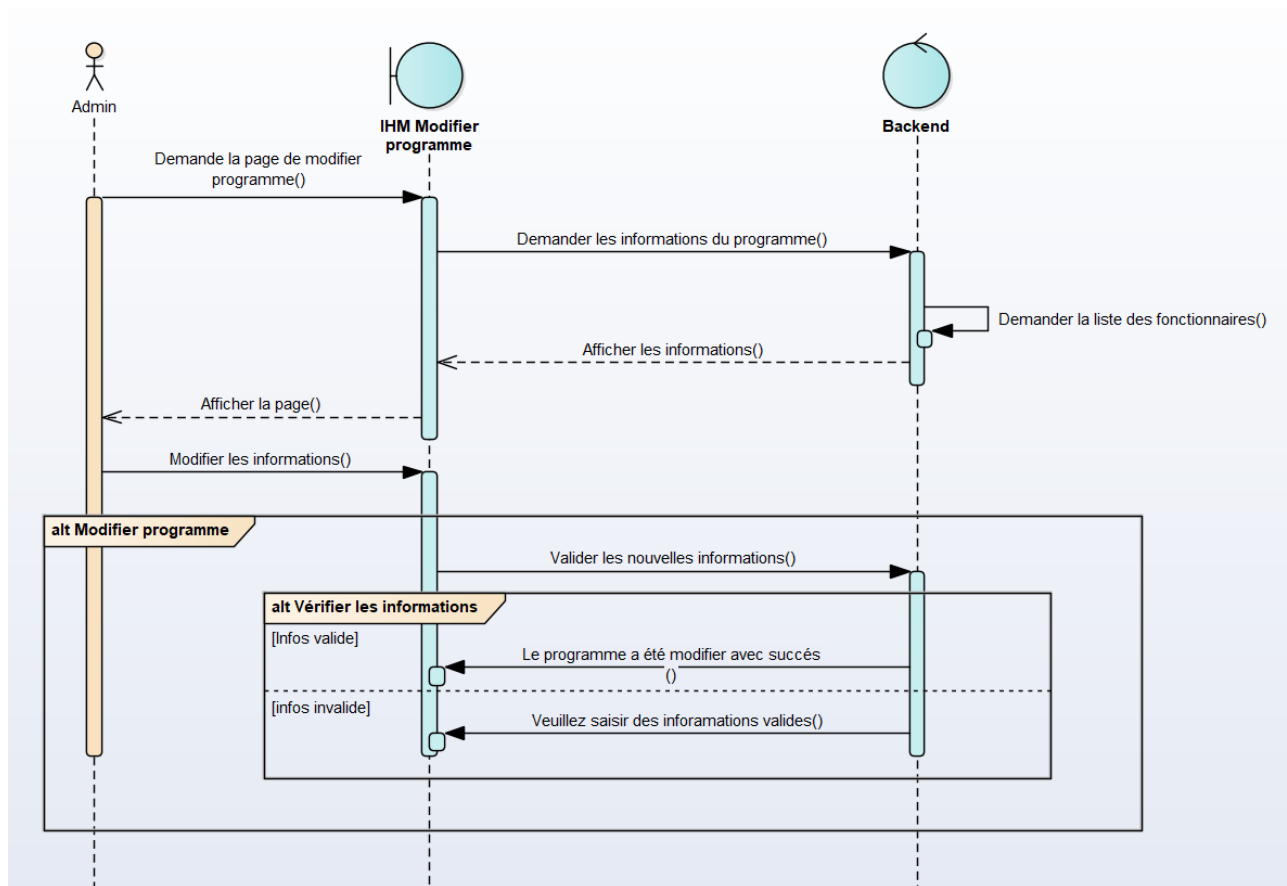 Admin
IHM Modifier
programme
Backend
Demande la page de modifier
programme()
Demander les informations du programme()
Demander la liste des fonctionnaires()
Afficher les informations()
Afficher la page()
Modifier les informations()
alt Modifier programme
Valider les nouvelles informations()
alt Vérifier les informations
[Infos valide]
Le programme a été modifier avec succés
()
[infos invalide]
Veuillez saisir des inforamations valides()